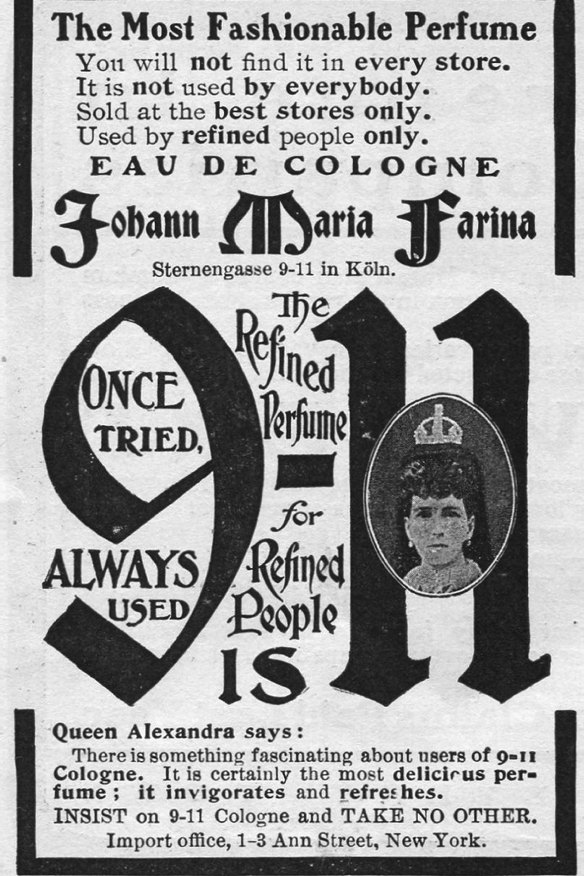 The Most Fashionable Perfume
You will not find it in every store.
It is not used by everybody.
Sold at the best stores only.
Used by refined people only.
EAU DE COLOGNE
Johann Maria Farina
Sternengasse 9-11 in Köln.
9-11
ONCE
TRIED,
ALWAYS
USED
The
Refined
Perfume
for
Refined
People
IS
Queen Alexandra says:
There is something fascinating about users of 9-11
Cologne. It is certainly the most delicious per-
fume; it invigorates and refreshes.
INSIST on 9-11 Cologne and TAKE NO OTHER.
Import office, 1-3 Ann Street, New York.